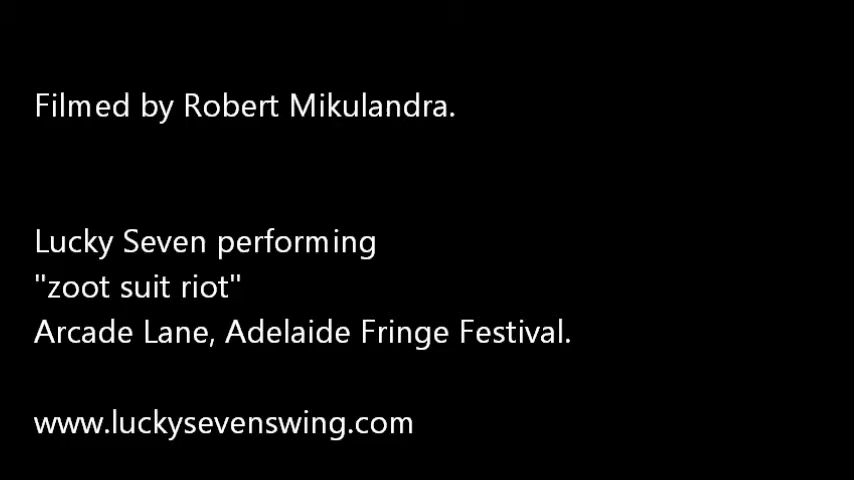 Filmed by Robert Mikulandra.
Lucky Seven performing
"zoot suit riot"
Arcade Lane, Adelaide Fringe Festival.
www.luckysevenswing.com